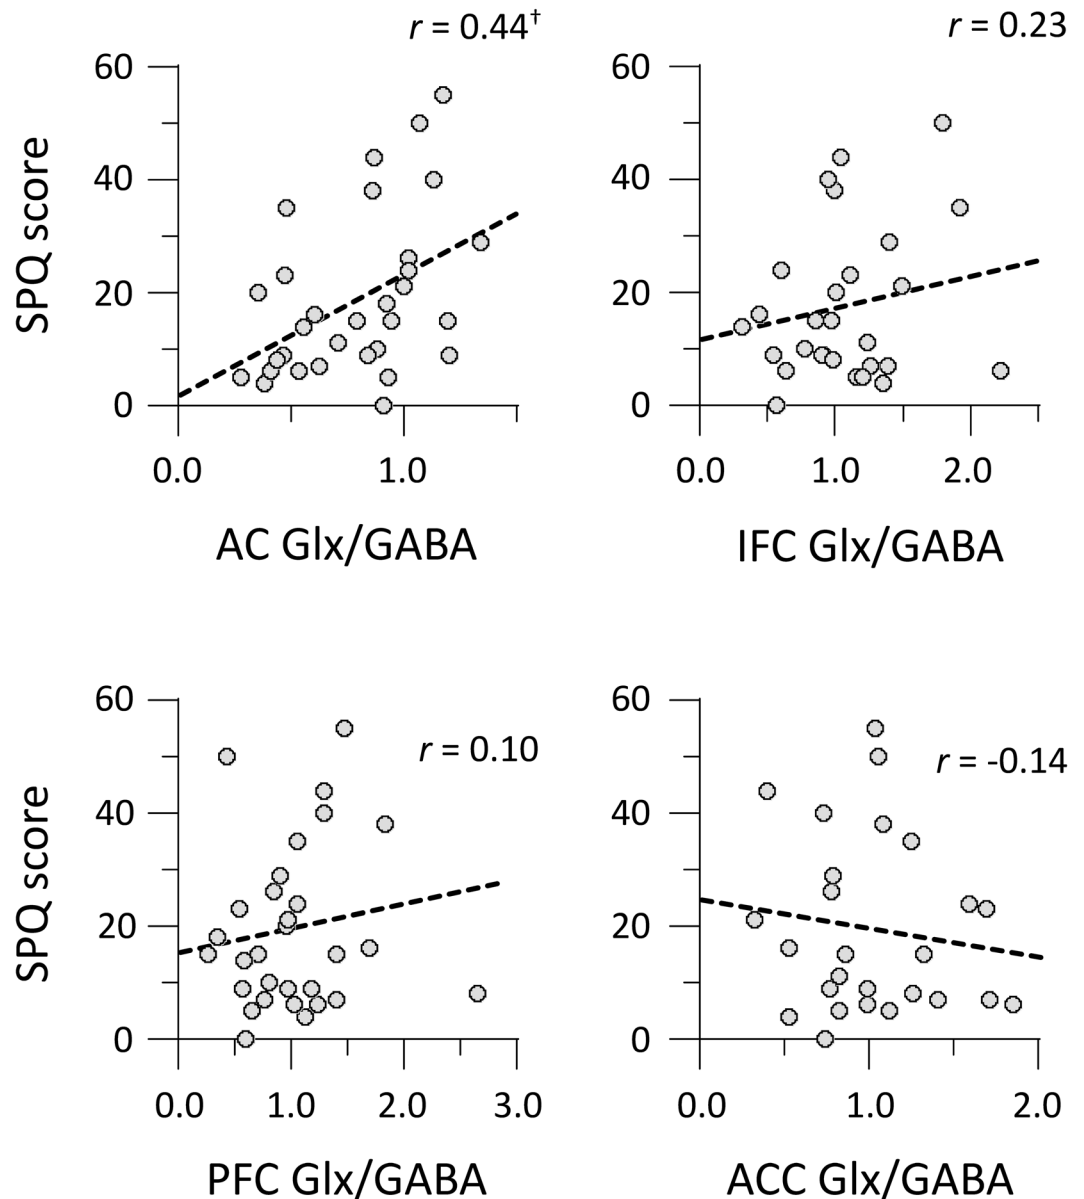 r = 0.44†
60
40
20
0
SPQ score
0.0 1.0
AC Glx/GABA
r = 0.23
60
40
20
0
0.0 1.0 2.0
IFC Glx/GABA
r = 0.10
60
40
20
0
SPQ score
0.0 1.0 2.0 3.0
PFC Glx/GABA
r = -0.14
60
40
20
0
0.0 1.0 2.0
ACC Glx/GABA